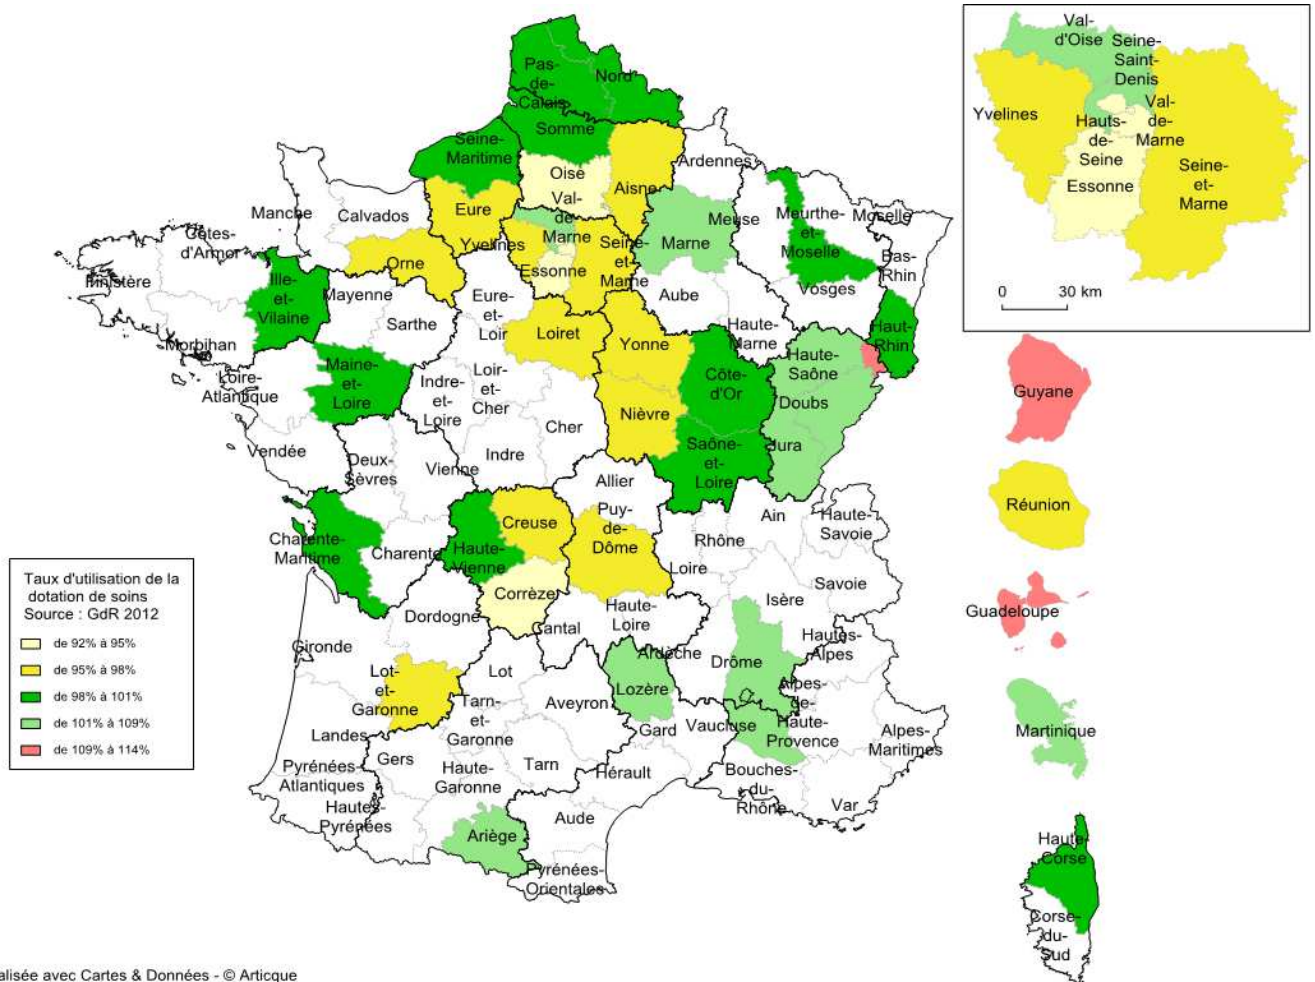 Pas-
de-
Calais
Nord
Somme
Seine-
Maritime
Oise
Aisne
Ardennes
Manche
Calvados
Eure
Val-
de-
Marne
Meuse
Meurthe-
et-
Moselle
Moselle
Bas-
Rhin
Côtes-
d'Armor
Finistère
Ille-
et-
Vilaine
Orne
Yvelines
Essonne
Seine-
et-
Marne
Marne
Aube
Vosges
Haut-
Rhin
Morbihan
Mayenne
Sarthe
Eure-
et-
Loir
Loiret
Yonne
Haute-
Marne
Haute-
Saône
Loire-
Atlantique
Maine-
et-
Loire
Indre-
et-
Loire
Loir-
et-
Cher
Cher
Nièvre
Côte-
d'Or
Doubs
Jura
Vendée
Deux-
Sèvres
Vienne
Indre
Saône-
et-
Loire
Allier
Ain
Haute-
Savoie
Charente-
Maritime
Charente
Haute-
Vienne
Creuse
Puy-
de-
Dôme
Rhône
Loire
Savoie
Isère
Corrèze
Dordogne
Gironde
Cantal
Haute-
Loire
Ardèche
Drôme
Hautes-
Alpes
Lot-
et-
Garonne
Lot
Lozère
Aveyron
Tarn-
et-
Garonne
Gard
Vaucluse
Alpes-
de-
Haute-
Provence
Alpes-
Maritimes
Landes
Gers
Tarn
Hérault
Bouches-
du-
Rhône
Var
Pyrénées-
Atlantiques
Hautes-
Pyrénées
Haute-
Garonne
Ariège
Aude
Pyrénées-
Orientales
Val-
d'Oise
Seine-
Saint-
Denis
Yvelines
Hauts-
de-
Seine
Val-
de-
Marne
Essonne
Seine-
et-
Marne
0 30 km
Guyane
Réunion
Guadeloupe
Martinique
Haute-
Corse
Corse-
du-
Sud
Taux d'utilisation de la
dotation de soins
Source : GdR 2012
de 92% à 95%
de 95% à 98%
de 98% à 101%
de 101% à 109%
de 109% à 114%
alisée avec Cartes & Données - © Articque